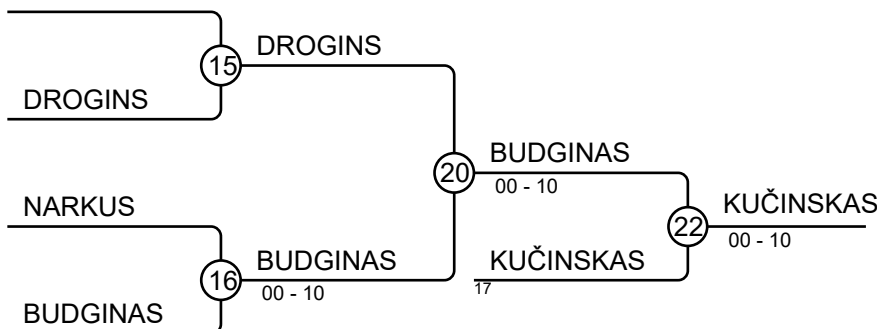 DROGINS
15
DROGINS
NARKUS
16
BUDGINAS
00 - 10
BUDGINAS
20
BUDGINAS
00 - 10
KUČINSKAS
17
22
KUČINSKAS
00 - 10